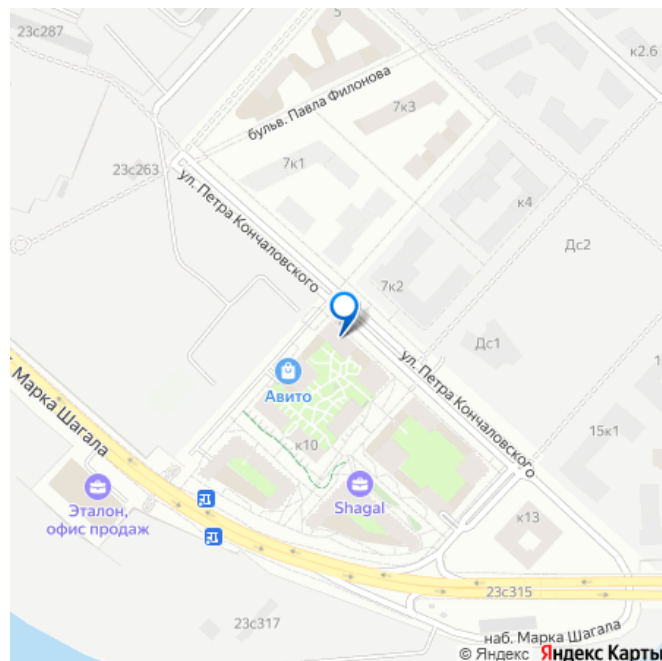 23с287
5
к2.6
бульв. Павла Филонова
7к3
23с263
7к1
ул. Петра Кончаловского
к4
Дс2
7к2
Дс1
ул. Петра Кончаловского
Марка Шагала
Авито
к10
15к1
Эталон,
офис продаж
Shagal
к13
23с315
23с317
наб. Марка Шагала
© Яндекс Яндекс Карты